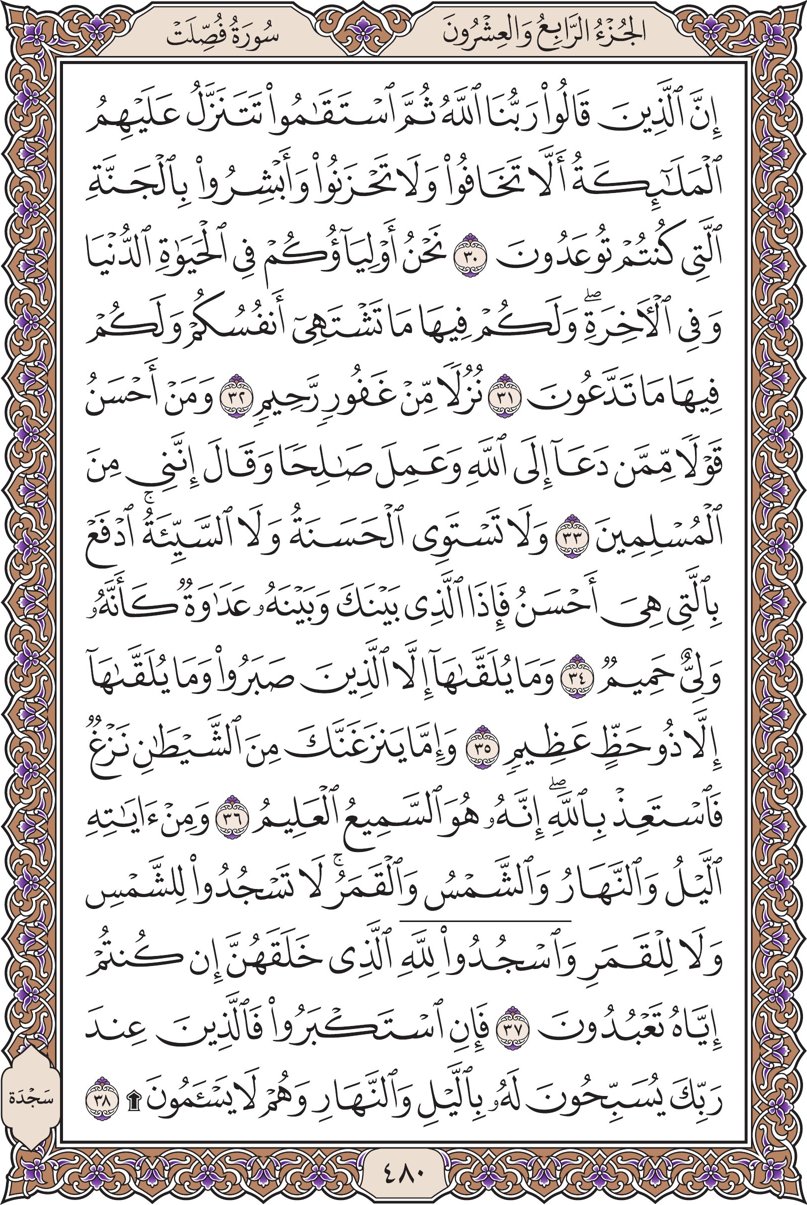 الجُزْءُ الرَّابِعُ وَالعِشْرُونَ
سُورَةُ فُصِّلَتْ
إِنَّ ٱلَّذِينَ قَالُواْ رَبُّنَا ٱللَّهُ ثُمَّ ٱسْتَقَٰمُواْ تَتَنَزَّلُ عَلَيْهِمُ
ٱلْمَلَٰٓئِكَةُ أَلَّا تَخَافُواْ وَلَا تَحْزَنُواْ وَأَبْشِرُواْ بِٱلْجَنَّةِ
ٱلَّتِي كُنتُمْ تُوعَدُونَ ٣٠ نَحْنُ أَوْلِيَآؤُكُمْ فِي ٱلْحَيَوٰةِ ٱلدُّنْيَا
وَفِي ٱلْأَخِرَةِۖ وَلَكُمْ فِيهَا مَا تَشْتَهِيٓ أَنفُسُكُمْ وَلَكُمْ
فِيهَا مَا تَدَّعُونَ ٣١ نُزُلًا مِّنْ غَفُورٍ رَّحِيمٍ ٣٢ وَمَنْ أَحْسَنُ
قَوْلًا مِّمَّن دَعَآ إِلَى ٱللَّهِ وَعَمِلَ صَٰلِحًا وَقَالَ إِنَّنِي مِنَ
ٱلْمُسْلِمِينَ ٣٣ وَلَا تَسْتَوِي ٱلْحَسَنَةُ وَلَا ٱلسَّيِّئَةُۚ ٱدْفَعْ
بِٱلَّتِي هِيَ أَحْسَنُ فَإِذَا ٱلَّذِي بَيْنَكَ وَبَيْنَهُۥ عَدَٰوَةٌ كَأَنَّهُۥ
وَلِيٌّ حَمِيمٌ ٣٤ وَمَا يُلَقَّىٰهَآ إِلَّا ٱلَّذِينَ صَبَرُواْ وَمَا يُلَقَّىٰهَآ
إِلَّا ذُو حَظٍّ عَظِيمٍ ٣٥ وَإِمَّا يَنزَغَنَّكَ مِنَ ٱلشَّيْطَٰنِ نَزْغٌ
فَٱسْتَعِذْ بِٱللَّهِۖ إِنَّهُۥ هُوَ ٱلسَّمِيعُ ٱلْعَلِيمُ ٣٦ وَمِنْ ءَايَٰتِهِ
ٱلَّيْلُ وَٱلنَّهَارُ وَٱلشَّمْسُ وَٱلْقَمَرُۚ لَا تَسْجُدُواْ لِلشَّمْسِ
وَلَا لِلْقَمَرِ وَٱسْجُدُواْ لِلَّهِ ٱلَّذِي خَلَقَهُنَّ إِن كُنتُمْ
إِيَّاهُ تَعْبُدُونَ ٣٧ فَإِنِ ٱسْتَكْبَرُواْ فَٱلَّذِينَ عِندَ
رَبِّكَ يُسَبِّحُونَ لَهُۥ بِٱلَّيْلِ وَٱلنَّهَارِ وَهُمْ لَا يَسْـَٔمُونَ ۩ ٣٨
سَجْدَة
٤٨٠